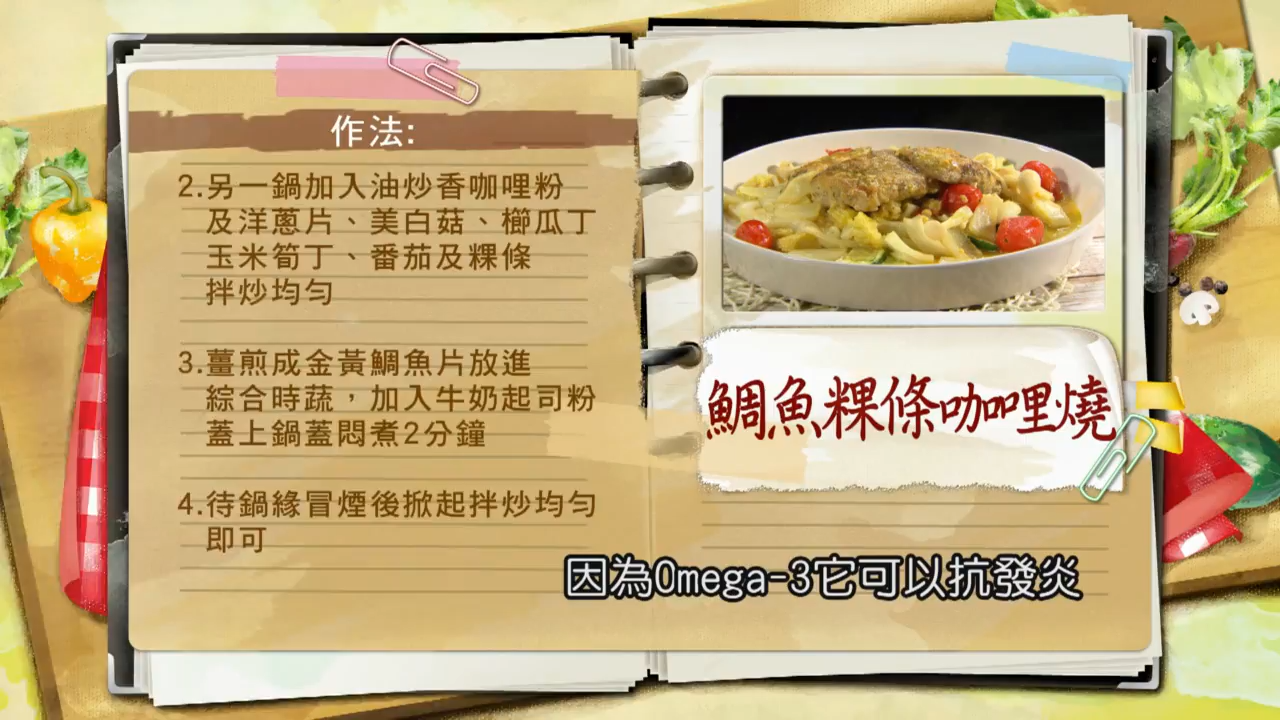 作法:
2.另一鍋加入油炒香咖哩粉
及洋蔥片、美白菇、櫛瓜丁
玉米筍丁、番茄及粿條
拌炒均勻
3.薑煎成金黃鯛魚片放進
綜合時蔬，加入牛奶起司粉
蓋上鍋蓋悶煮2分鐘
4.待鍋緣冒煙後掀起拌炒均勻
即可
鯛魚粿條咖哩燒
因為Omega-3它可以抗發炎